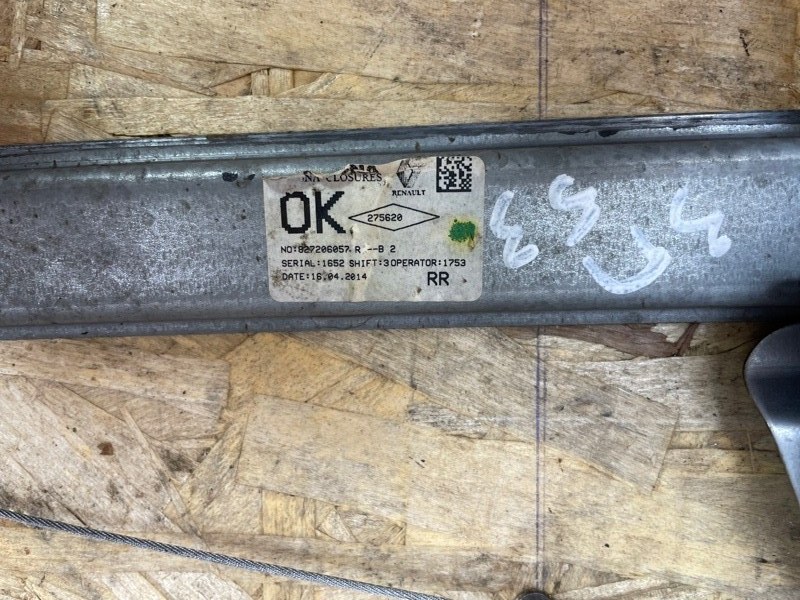 CLOSURES
RENAULT
OK
275620
NO:827206057 R --B 2
SERIAL:1652 SHIFT:3 OPERATOR:1753
DATE:16.04.2014
RR